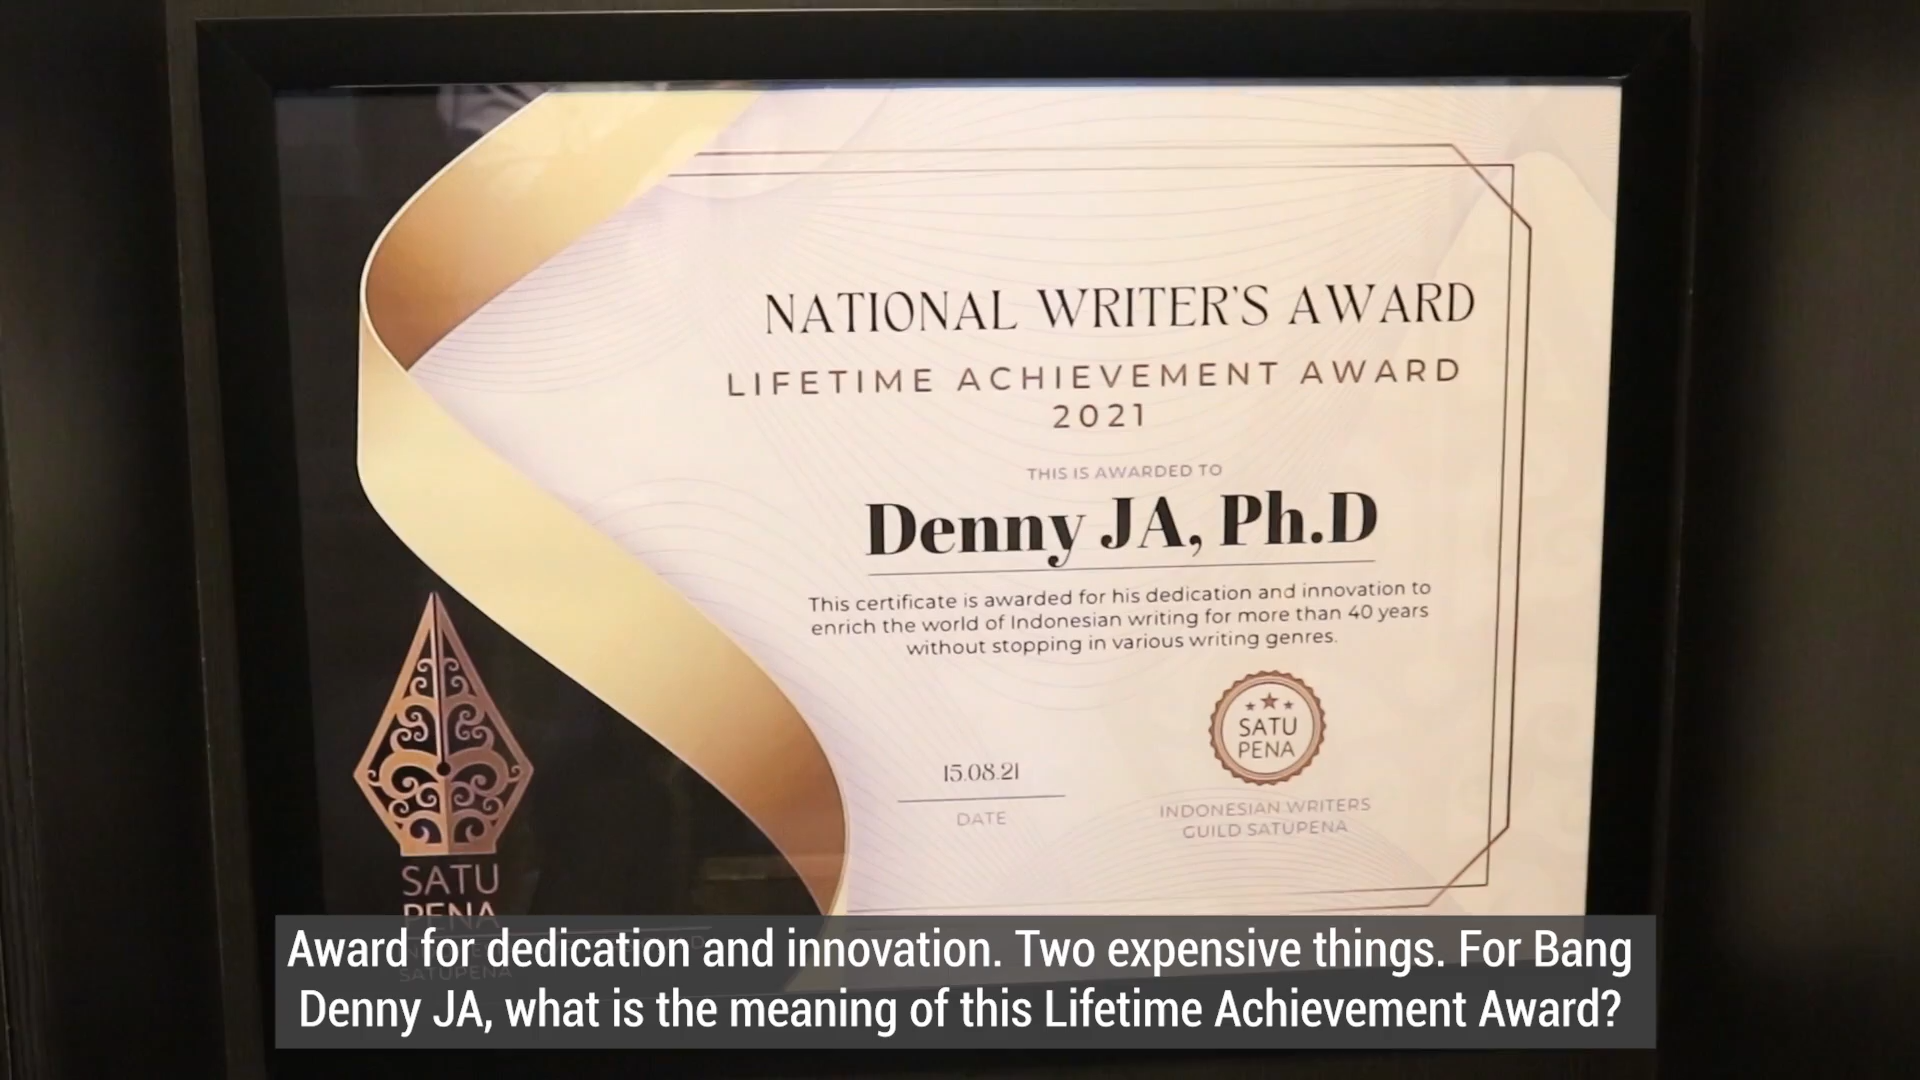 NATIONAL WRITER'S AWARD
LIFETIME ACHIEVEMENT AWARD
2021
THIS IS AWARDED TO
Denny JA, Ph.D
This certificate is awarded for his dedication and innovation to
enrich the world of Indonesian writing for more than 40 years
without stopping in various writing genres.
15.08.21
DATE
SATU
PENA
INDONESIAN WRITERS
GUILD SATUPENA
SATU
PENA
SATUPENA
Award for dedication and innovation. Two expensive things. For Bang
Denny JA, what is the meaning of this Lifetime Achievement Award?